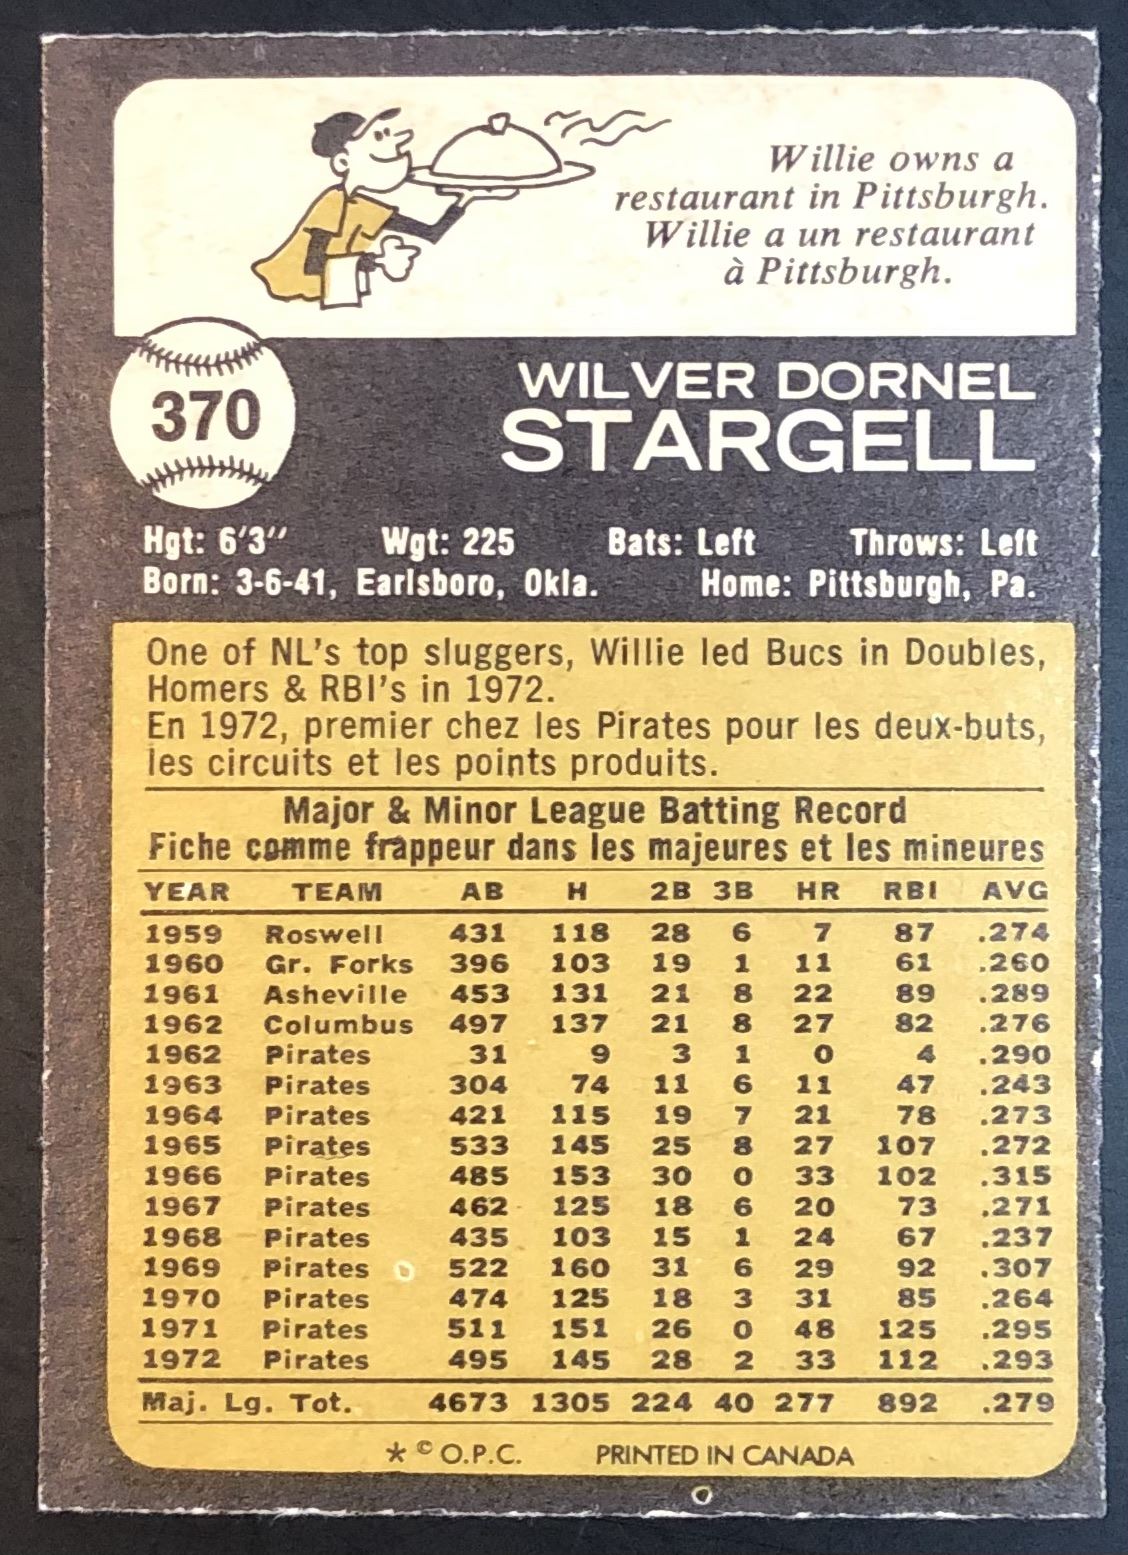 Willie owns a
restaurant in Pittsburgh.
Willie a un restaurant
à Pittsburgh.
370
WILVER DORNEL
STARGELL
Hgt: 6'3" Wgt: 225 Bats: Left Throws: Left
Born: 3-6-41, Earlsboro, Okla. Home: Pittsburgh, Pa.
One of NL's top sluggers, Willie led Bucs in Doubles,
Homers & RBI's in 1972.
En 1972, premier chez les Pirates pour les deux-buts,
les circuits et les points produits.
Major & Minor League Batting Record
Fiche comme frappeur dans les majeures et les mineures
YEAR TEAM AB H 2B 3B HR RBI AVG
1959 Roswell 431 118 28 6 7 87 .274
1960 Gr. Forks 396 103 19 1 11 61 .260
1961 Asheville 453 131 21 8 22 89 .289
1962 Columbus 497 137 21 8 27 82 .276
1962 Pirates 31 9 3 1 0 4 .290
1963 Pirates 304 74 11 6 11 47 .243
1964 Pirates 421 115 19 7 21 78 .273
1965 Pirates 533 145 25 8 27 107 .272
1966 Pirates 485 153 30 0 33 102 .315
1967 Pirates 462 125 18 6 20 73 .271
1968 Pirates 435 103 15 1 24 67 .237
1969 Pirates 522 160 31 6 29 92 .307
1970 Pirates 474 125 18 3 31 85 .264
1971 Pirates 511 151 26 0 48 125 .295
1972 Pirates 495 145 28 2 33 112 .293
Maj. Lg. Tot. 4673 1305 224 40 277 892 .279
* © O.P.C. PRINTED IN CANADA